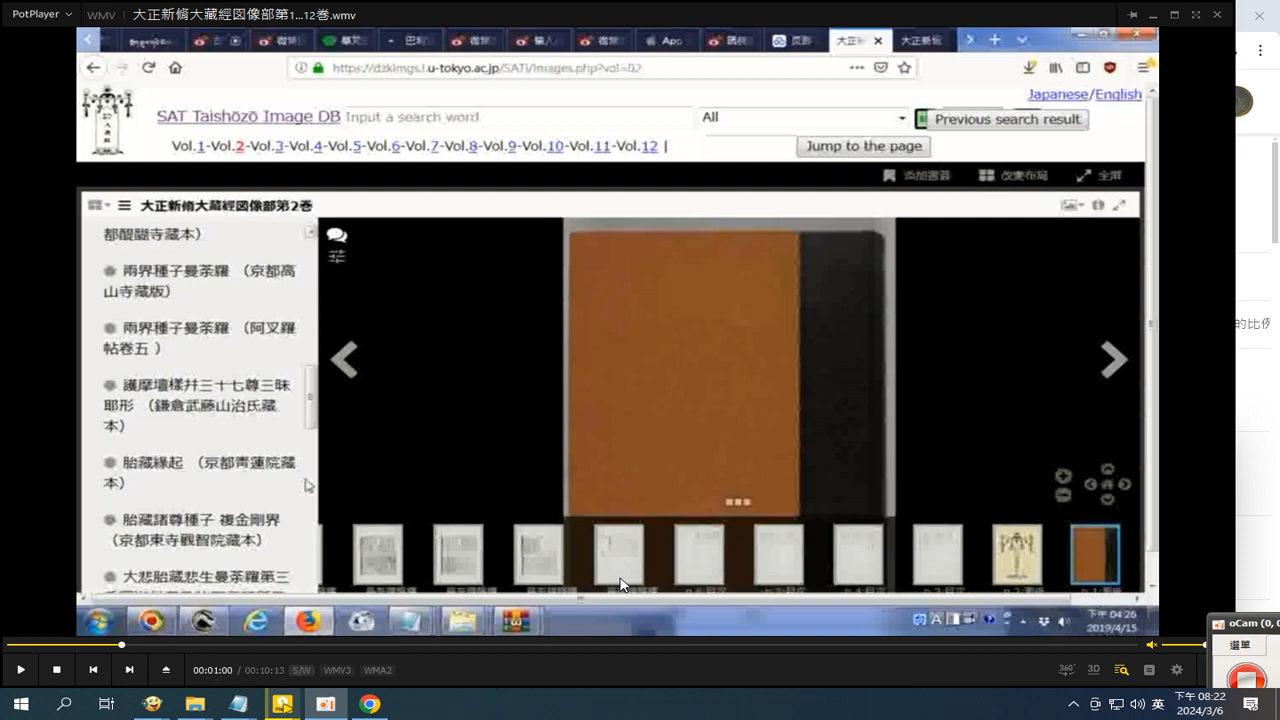 PotPlayer
WMV
大正新脩大藏經図像部第1...12巻.wmv
App
https://dzkimgs.l.u-tokyo.ac.jp/SATi/images.php?vol=02
Japanese/English
SAT Taishōzō Image DB
Input a search word
All
Previous search result
Vol.1-Vol.2-Vol.3-Vol.4-Vol.5-Vol.6-Vol.7-Vol.8-Vol.9-Vol.10-Vol.11-Vol.12 |
Jump to the page
改變布局
全屏
大正新脩大藏經図像部第2巻
都醍醐寺藏本）
兩界種子曼荼羅 （京都高
山寺藏版）
兩界種子曼荼羅 （阿叉羅
帖卷五 ）
護摩壇樣幷三十七尊三昧
耶形 （鎌倉武藤山治氏藏
本）
胎藏緣起 （京都靑蓮院藏
本）
胎藏諸尊種子 複金剛界
（京都東寺觀智院藏本）
大悲胎藏悲生曼荼羅第三
的比例
下午 04:26
2019/4/15
oCam (0, 0
選單
00:01:00 / 00:10:13
S/W
WMV3
WMA2
360°
3D
英
下午 08:22
2024/3/6